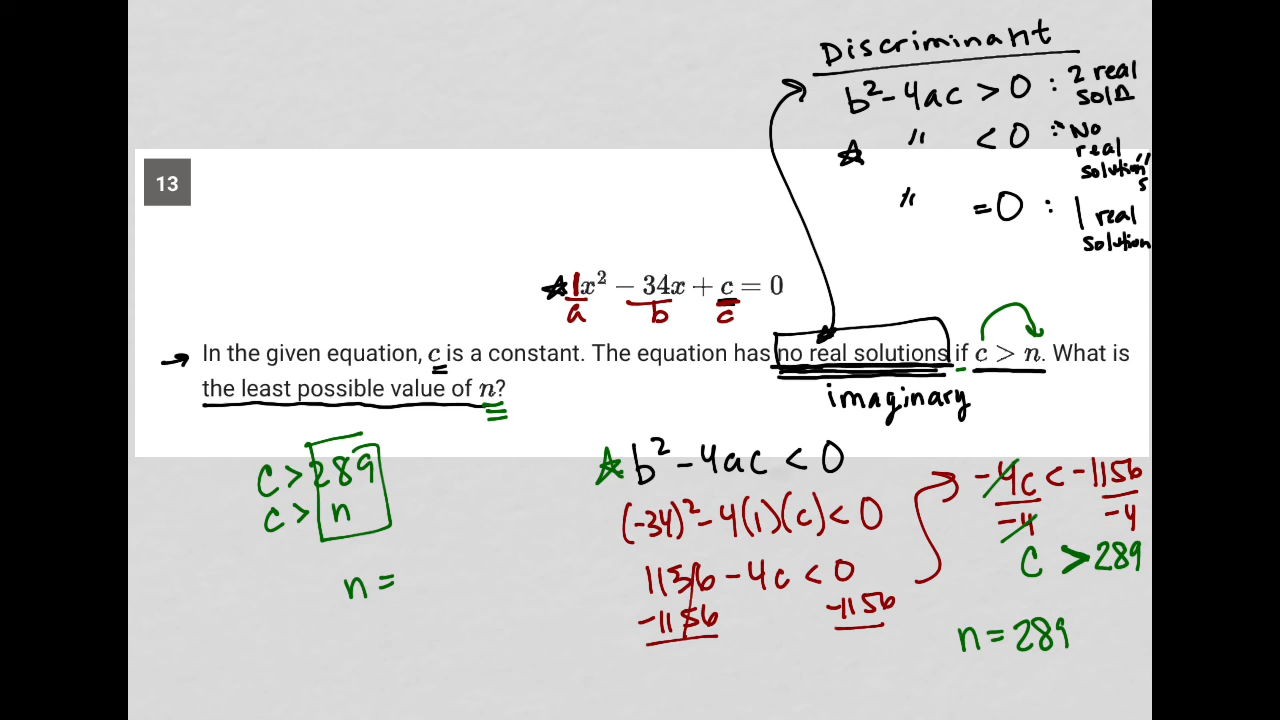 Discriminant
b² - 4ac > 0 : 2 real sol
" < 0 : "No real solutions"
" = 0 : 1 real solution
13
1x² − 34x + c = 0
a b c
In the given equation, c is a constant. The equation has no real solutions if c > n. What is
the least possible value of n?
imaginary
c > 289
c > n
n =
b² - 4ac < 0
(-34)² - 4(1)(c) < 0
1156 - 4c < 0
-1156 -1156
-4c < -1156
-4 -4
c > 289
n = 289